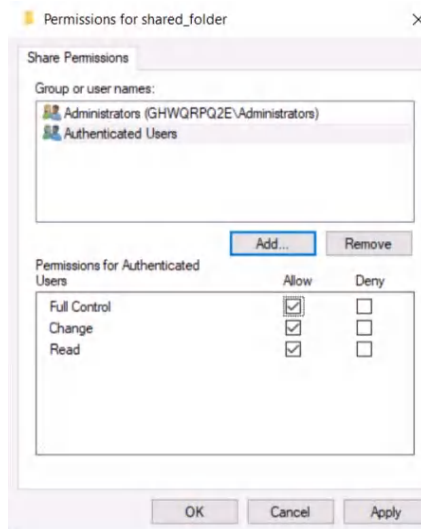 Permissions for shared_folder
Share Permissions
Group or user names:
Administrators (GHWQRPQ2E\Administrators)
Authenticated Users
Add... Remove
Permissions for Authenticated
Users Allow Deny
Full Control
Change
Read
OK Cancel Apply